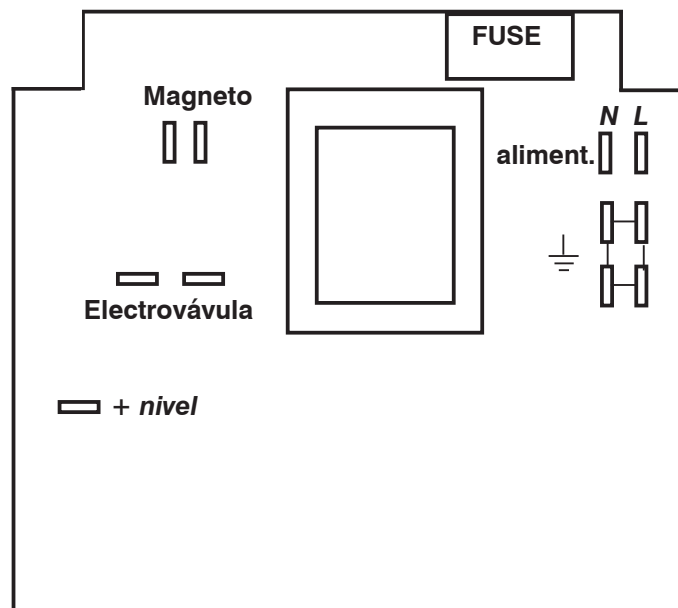 FUSE
Magneto
N L
aliment.
Electrovávula
+ nivel